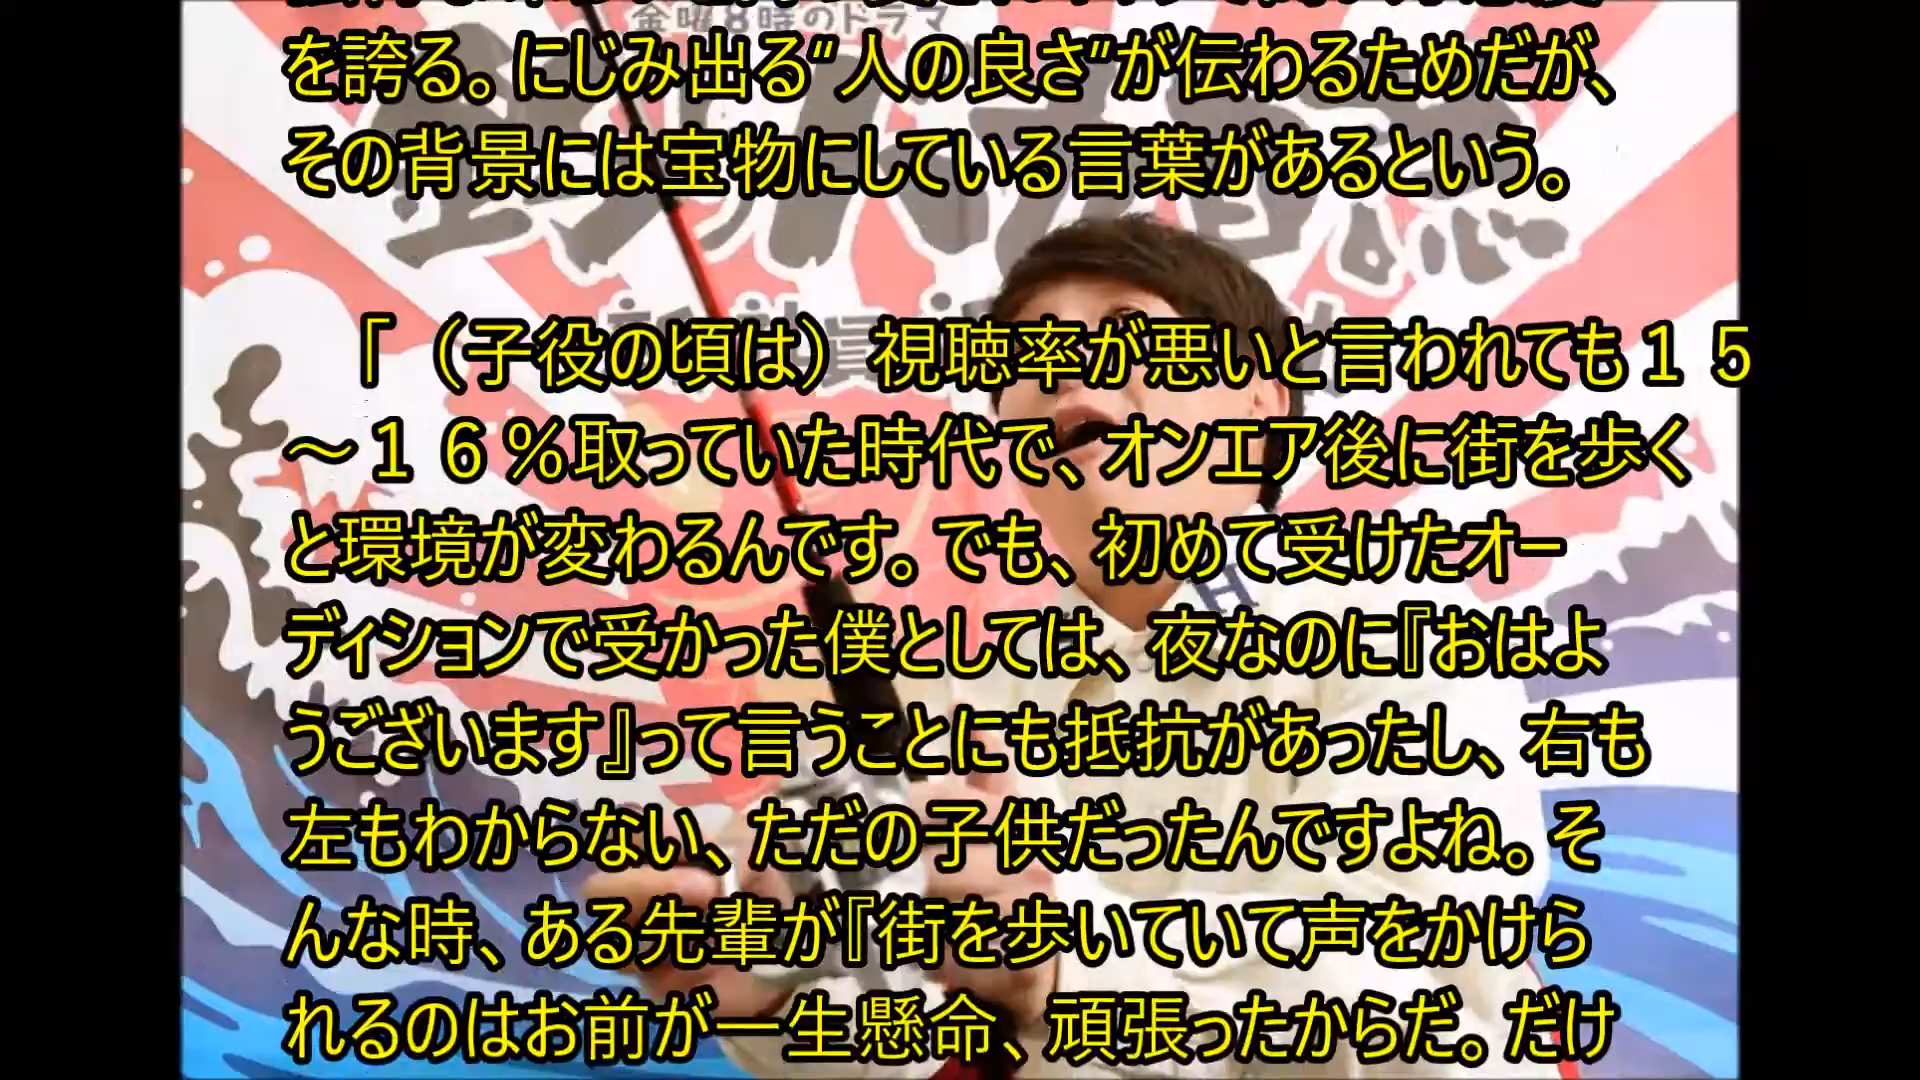 金曜8時のドラマ
を誇る。にじみ出る“人の良さ”が伝わるためだが、
その背景には宝物にしている言葉があるという。
「（子役の頃は）視聴率が悪いと言われても１５
～１６％取っていた時代で、オンエア後に街を歩く
と環境が変わるんです。でも、初めて受けたオー
ディションで受かった僕としては、夜なのに『おはよ
うございます』って言うことにも抵抗があったし、右も
左もわからない、ただの子供だったんですよね。そ
んな時、ある先輩が『街を歩いていて声をかけら
れるのはお前が一生懸命、頑張ったからだ。だけ